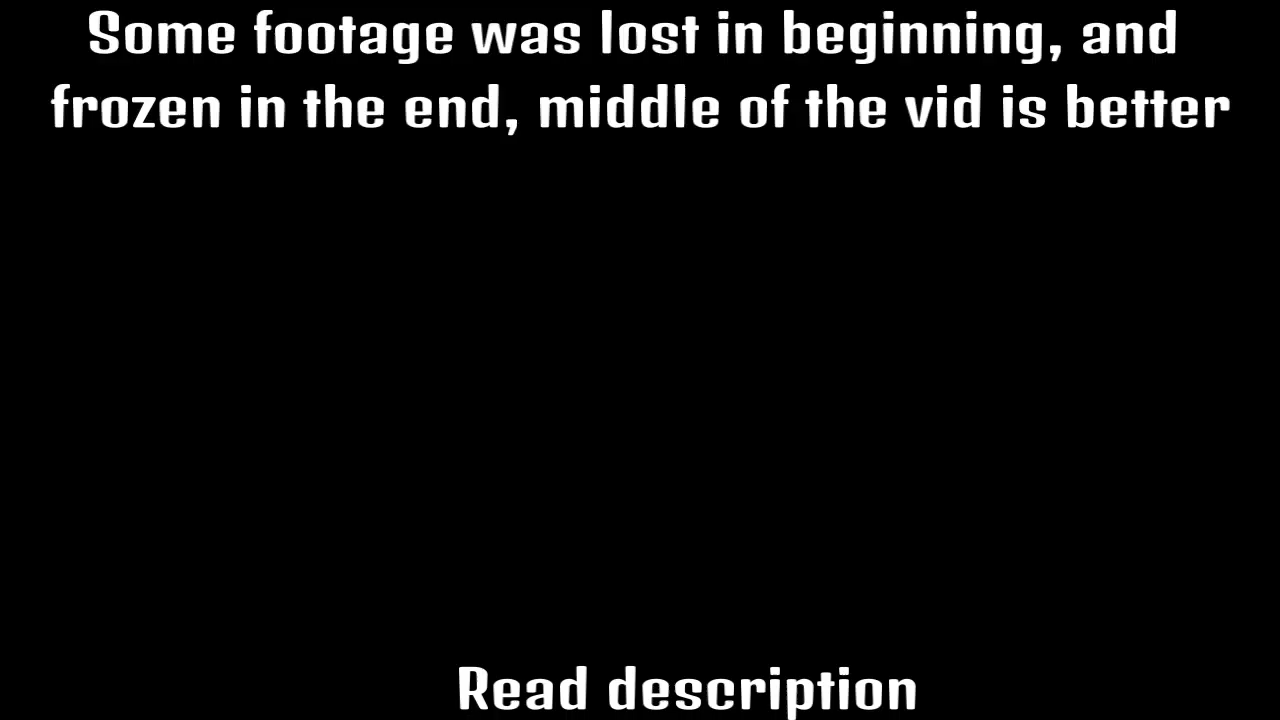 Some footage was lost in beginning, and
frozen in the end, middle of the vid is better
Read description